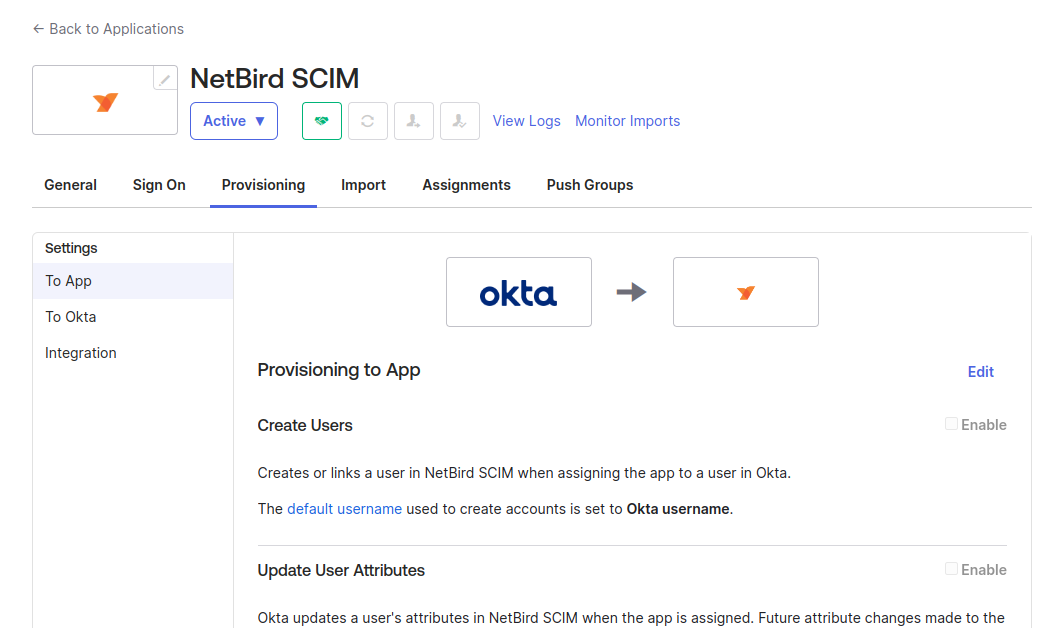 ← Back to Applications
NetBird SCIM
Active ▼
View Logs
Monitor Imports
General
Sign On
Provisioning
Import
Assignments
Push Groups
Settings
To App
To Okta
Integration
okta
Provisioning to App
Edit
Create Users
Enable
Creates or links a user in NetBird SCIM when assigning the app to a user in Okta.
The default username used to create accounts is set to Okta username.
Update User Attributes
Enable
Okta updates a user's attributes in NetBird SCIM when the app is assigned. Future attribute changes made to the